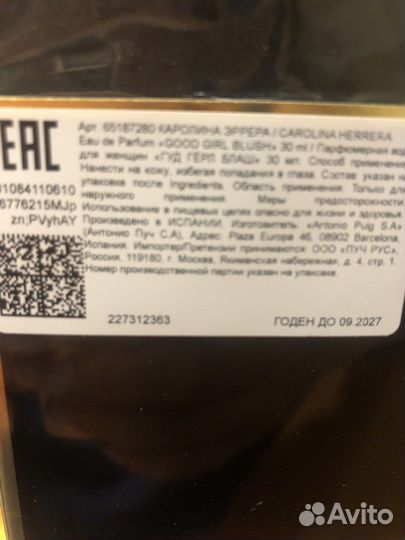 EAC
Арт. 65187280 КАРОЛИНА ЭРРЕРА / CAROLINA HERRERA
Eau de Parfum «GOOD GIRL BLUSH» 30 ml / Парфюмерная вод
для женщин «ГУД ГЁРЛ БЛАШ» 30 мл. Способ применени
Нанести на кожу, избегая попадания в глаза. Состав указан на
упаковке после Ingredients. Область применения: Только для
наружного применения. Меры предосторожности:
Использование в пищевых целях опасно для жизни и здоровья
Произведено в ИСПАНИИ. Изготовитель: «Antonio Puig S.A»
(Антонио Пуч С.А), Адрес: Plaza Europa 46, 08902 Barcelona,
Испания. Импортер/Претензии принимаются: ООО «ПУЧ РУС»,
Россия, 119180, г. Москва, Якиманская набережная, д. 4, стр. 1.
Номер производственной партии указан на упаковке.
01084110610
6776215MJp
zn;PVyhAY
227312363
ГОДЕН ДО 09.2027
Avito